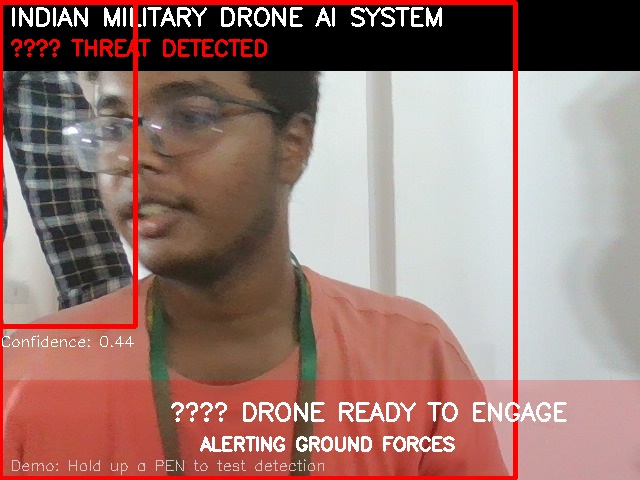 INDIAN MILITARY DRONE AI SYSTEM
???? THREAT DETECTED
Confidence: 0.44
???? DRONE READY TO ENGAGE
ALERTING GROUND FORCES
Demo: Hold up a PEN to test detection